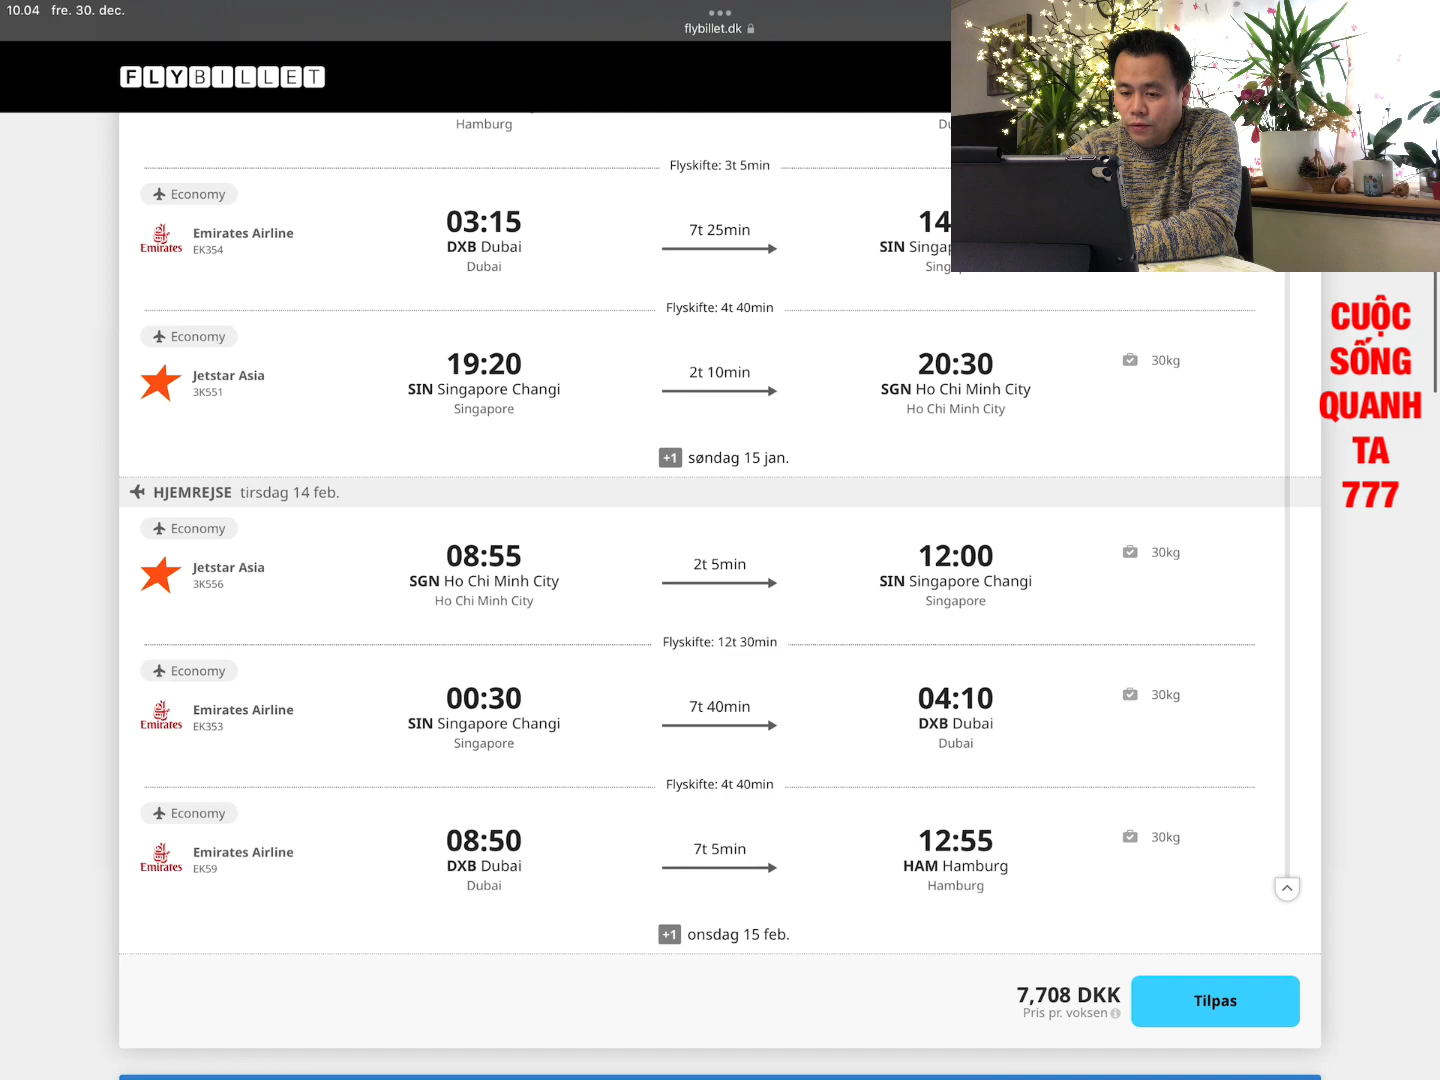 10.04 fre. 30. dec.
flybillet.dk
FLYBILLET
Hamburg
Flyskifte: 3t 5min
Economy
Emirates Airline
EK354
Emirates
03:15
DXB Dubai
Dubai
7t 25min
14
SIN Singap
Sing
Flyskifte: 4t 40min
Economy
Jetstar Asia
3K551
19:20
SIN Singapore Changi
Singapore
2t 10min
20:30
SGN Ho Chi Minh City
Ho Chi Minh City
30kg
+1 søndag 15 jan.
HJEMREJSE tirsdag 14 feb.
Economy
Jetstar Asia
3K556
08:55
SGN Ho Chi Minh City
Ho Chi Minh City
2t 5min
12:00
SIN Singapore Changi
Singapore
30kg
Flyskifte: 12t 30min
Economy
Emirates Airline
EK353
Emirates
00:30
SIN Singapore Changi
Singapore
7t 40min
04:10
DXB Dubai
Dubai
30kg
Flyskifte: 4t 40min
Economy
Emirates Airline
EK59
Emirates
08:50
DXB Dubai
Dubai
7t 5min
12:55
HAM Hamburg
Hamburg
30kg
+1 onsdag 15 feb.
7,708 DKK
Pris pr. voksen
Tilpas
CUỘC
SỐNG
QUANH
TA
777